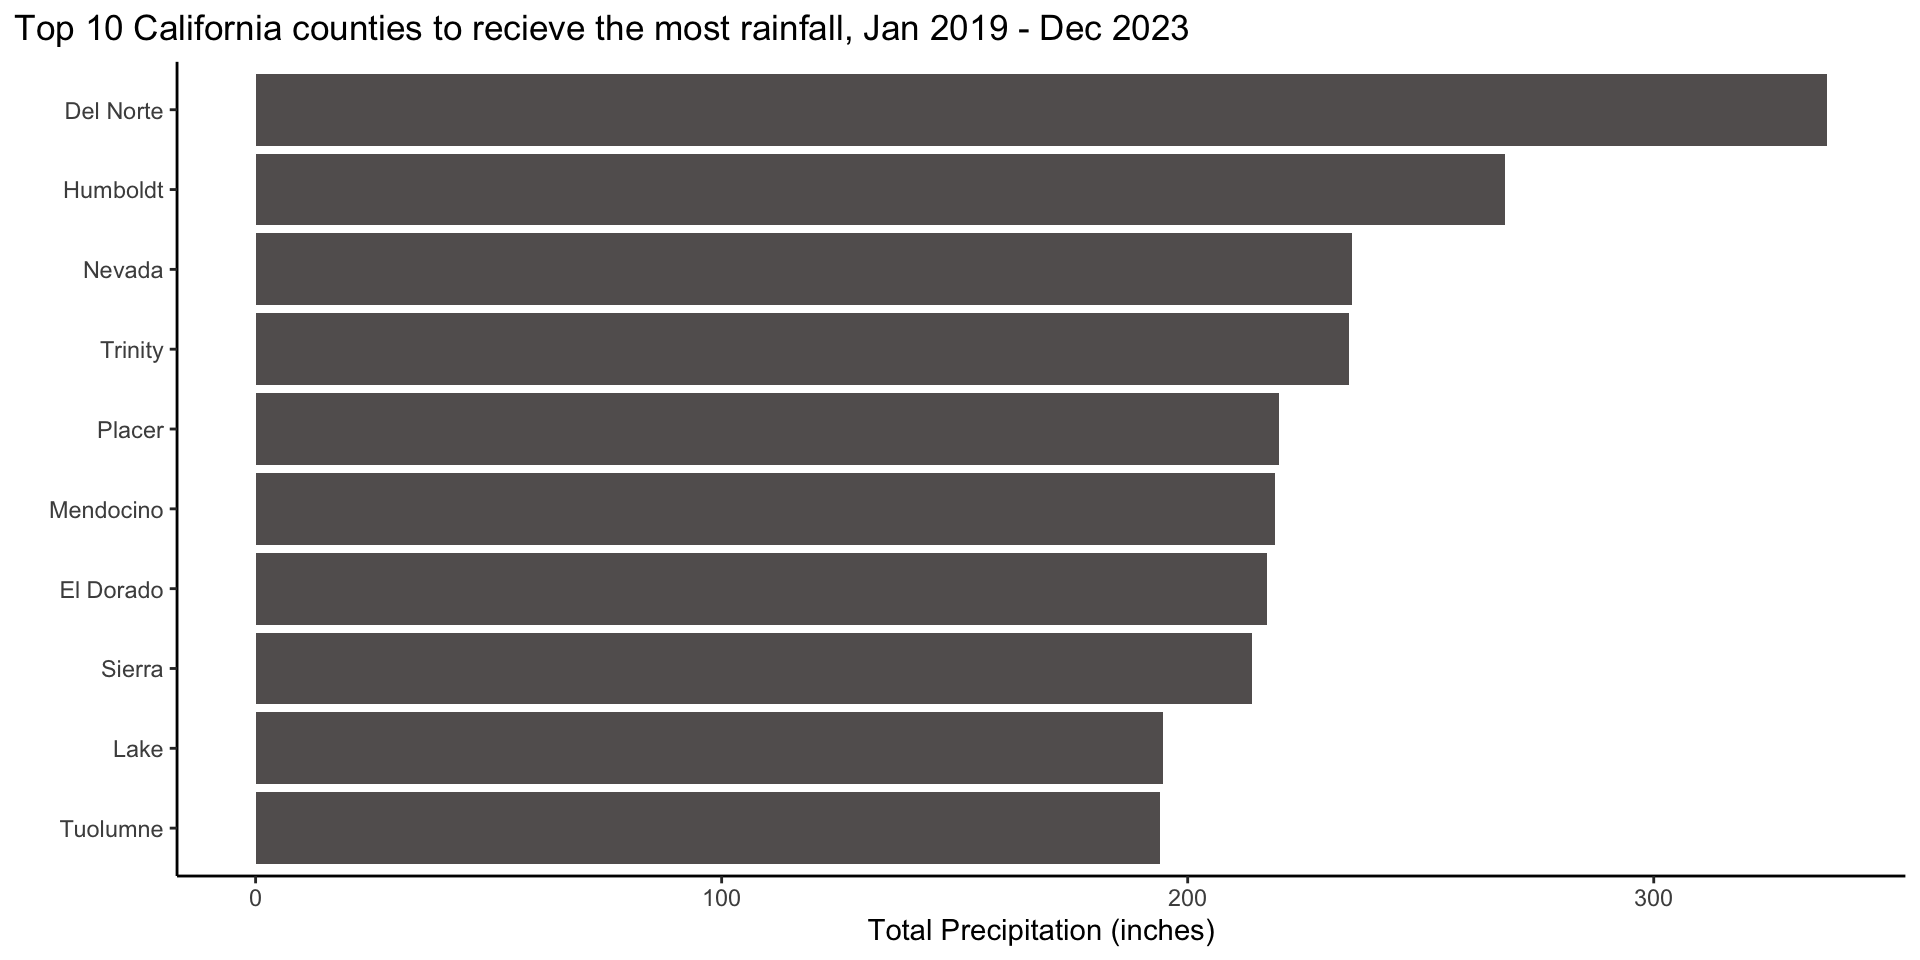 Top 10 California counties to recieve the most rainfall, Jan 2019 - Dec 2023
Del Norte
Humboldt
Nevada
Trinity
Placer
Mendocino
El Dorado
Sierra
Lake
Tuolumne
0 100 200 300
Total Precipitation (inches)